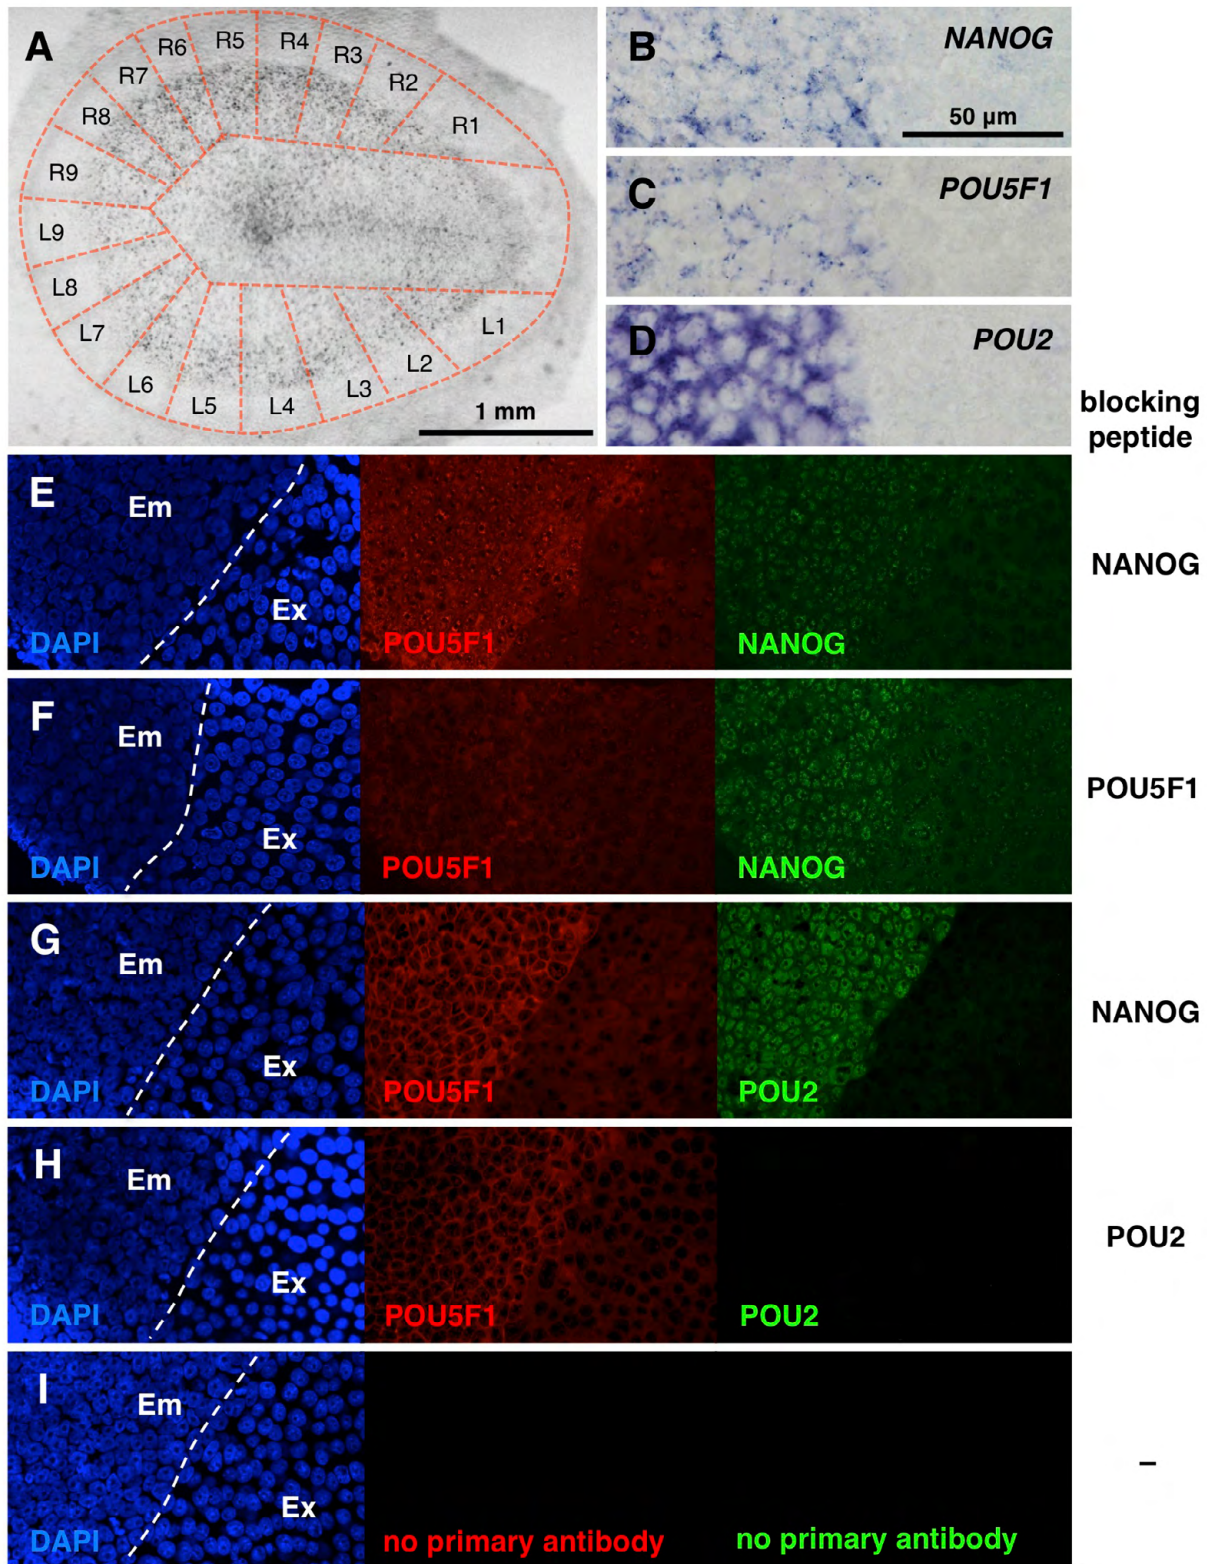 A
R6
R5
R4
R3
R7
R2
R8
R1
R9
L9
L8
L7
L1
L2
L6
L3
L5
L4
1 mm
B
NANOG
50 µm
C
POU5F1
D
POU2
blocking
peptide
E
Em
Ex
DAPI
POU5F1
NANOG
NANOG
F
Em
Ex
DAPI
POU5F1
NANOG
POU5F1
G
Em
Ex
DAPI
POU5F1
POU2
NANOG
H
Em
Ex
DAPI
POU5F1
POU2
POU2
I
Em
Ex
DAPI
no primary antibody
no primary antibody
–